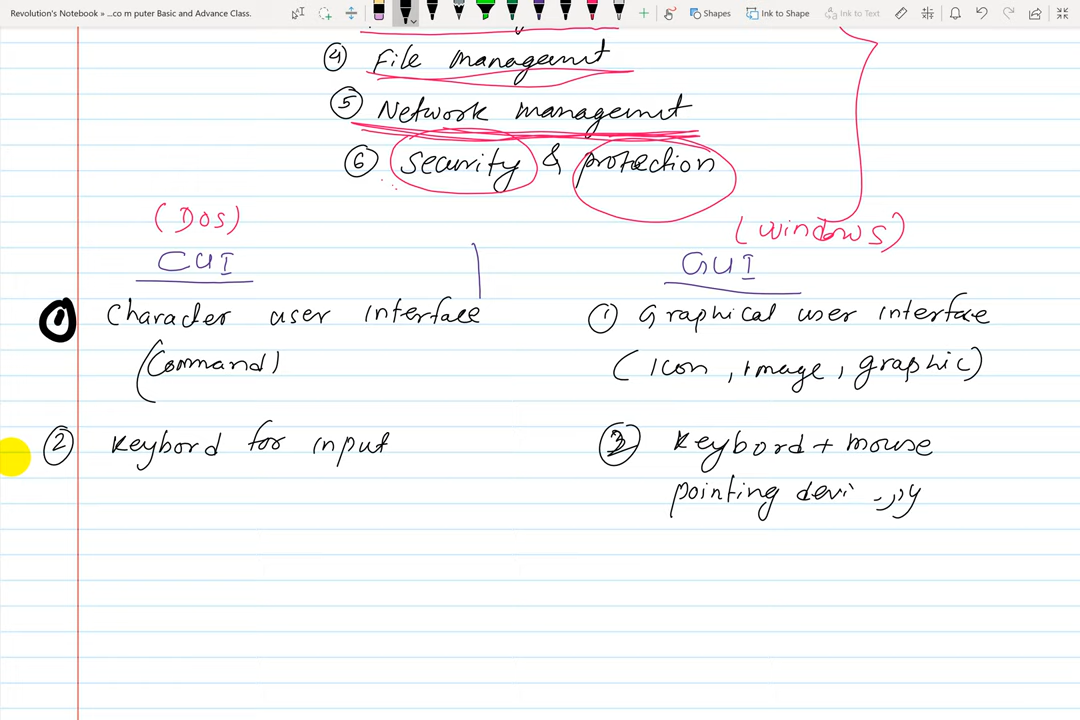 Revolution's Notebook » ...co m puter Basic and Advance Class.
Shapes
Ink to Shape
Ink to Text
④ File managemt
⑤ Network managemt
⑥ security & protection
(DOS)
(windows)
CUI
GUI
① Character user interface
① Graphical user interface
(Command)
(Icon, image, graphic)
② keybord for input
② keybord + mouse
pointing devi